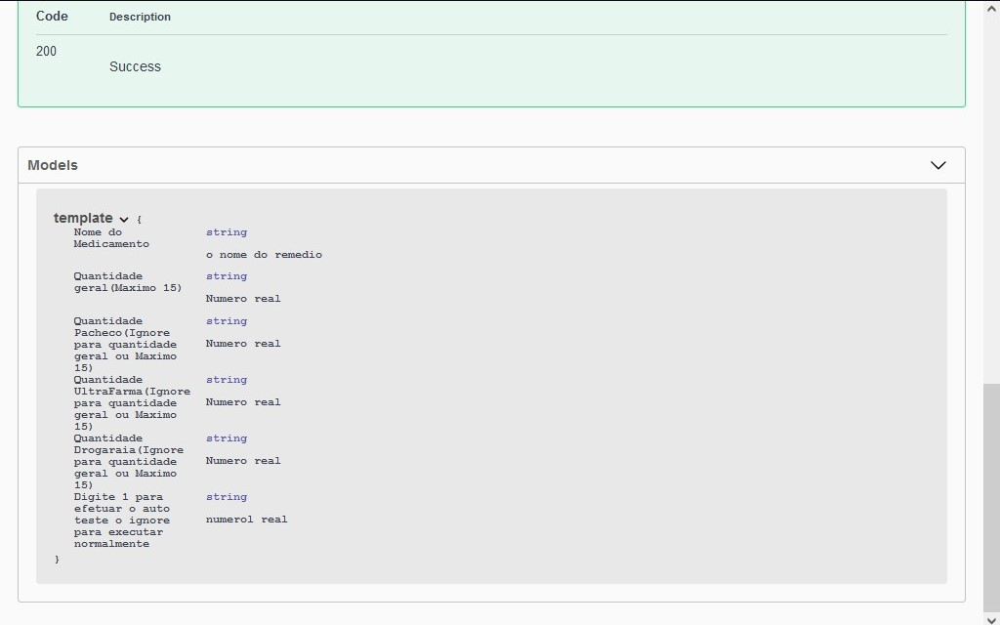 Code Description
200
Success
Models
template {
Nome do string
Medicamento
o nome do remedio
Quantidade string
geral(Maximo 15)
Numero real
Quantidade string
Pacheco(Ignore
para quantidade Numero real
geral ou Maximo
15)
Quantidade string
UltraFarma(Ignore
para quantidade Numero real
geral ou Maximo
15)
Quantidade string
Drogaraia(Ignore
para quantidade Numero real
geral ou Maximo
15)
Digite 1 para string
efetuar o auto
teste o ignore numerol real
para executar
normalmente
}